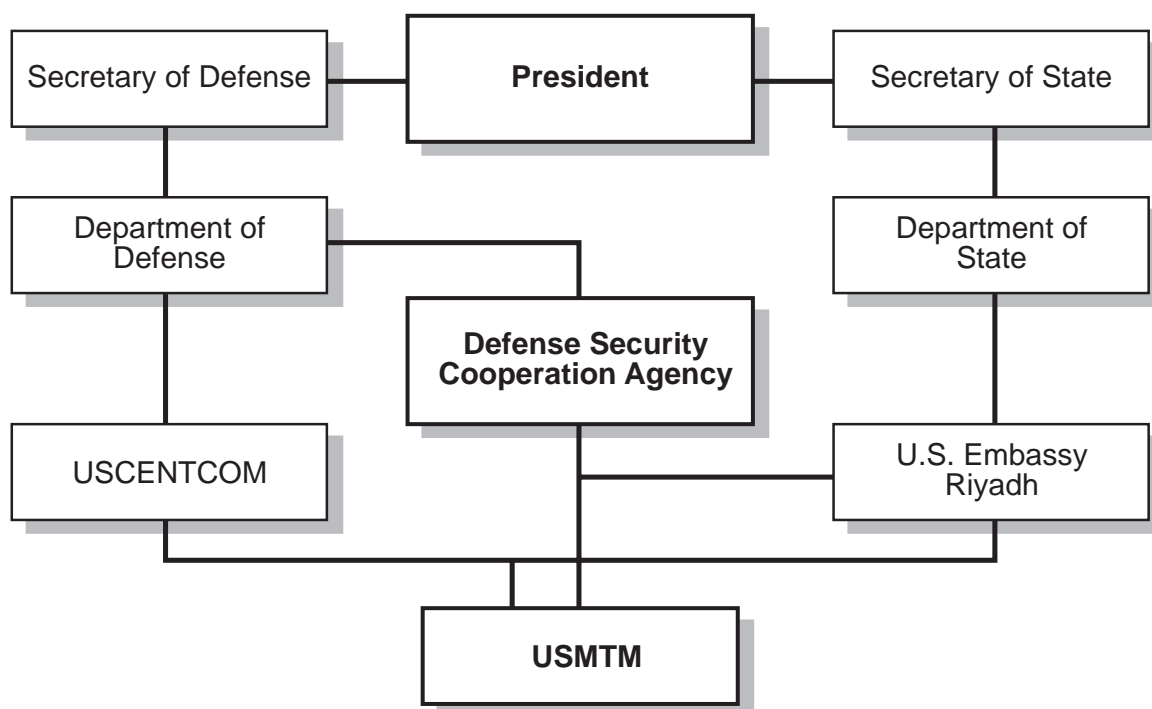 Secretary of Defense
President
Secretary of State
Department of
Defense
Department of
State
Defense Security
Cooperation Agency
USCENTCOM
U.S. Embassy
Riyadh
USMTM